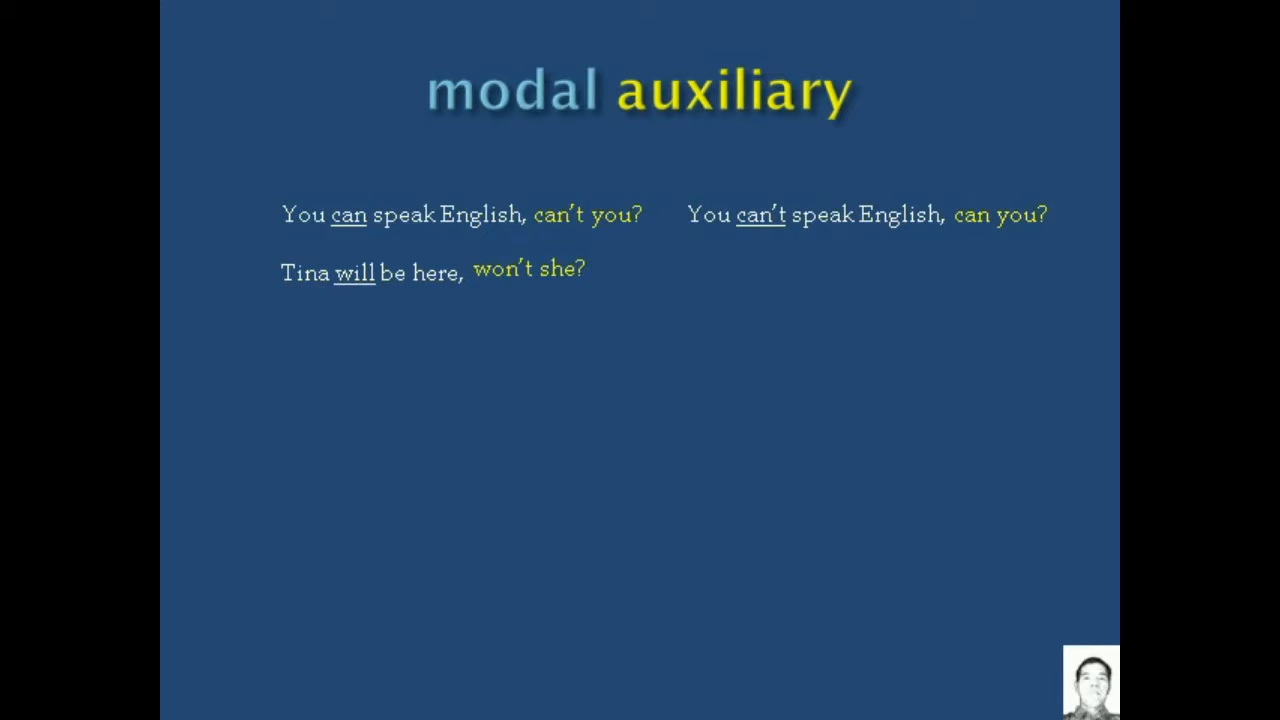 modal auxiliary
You can speak English, can't you? You can't speak English, can you?
Tina will be here, won't she?